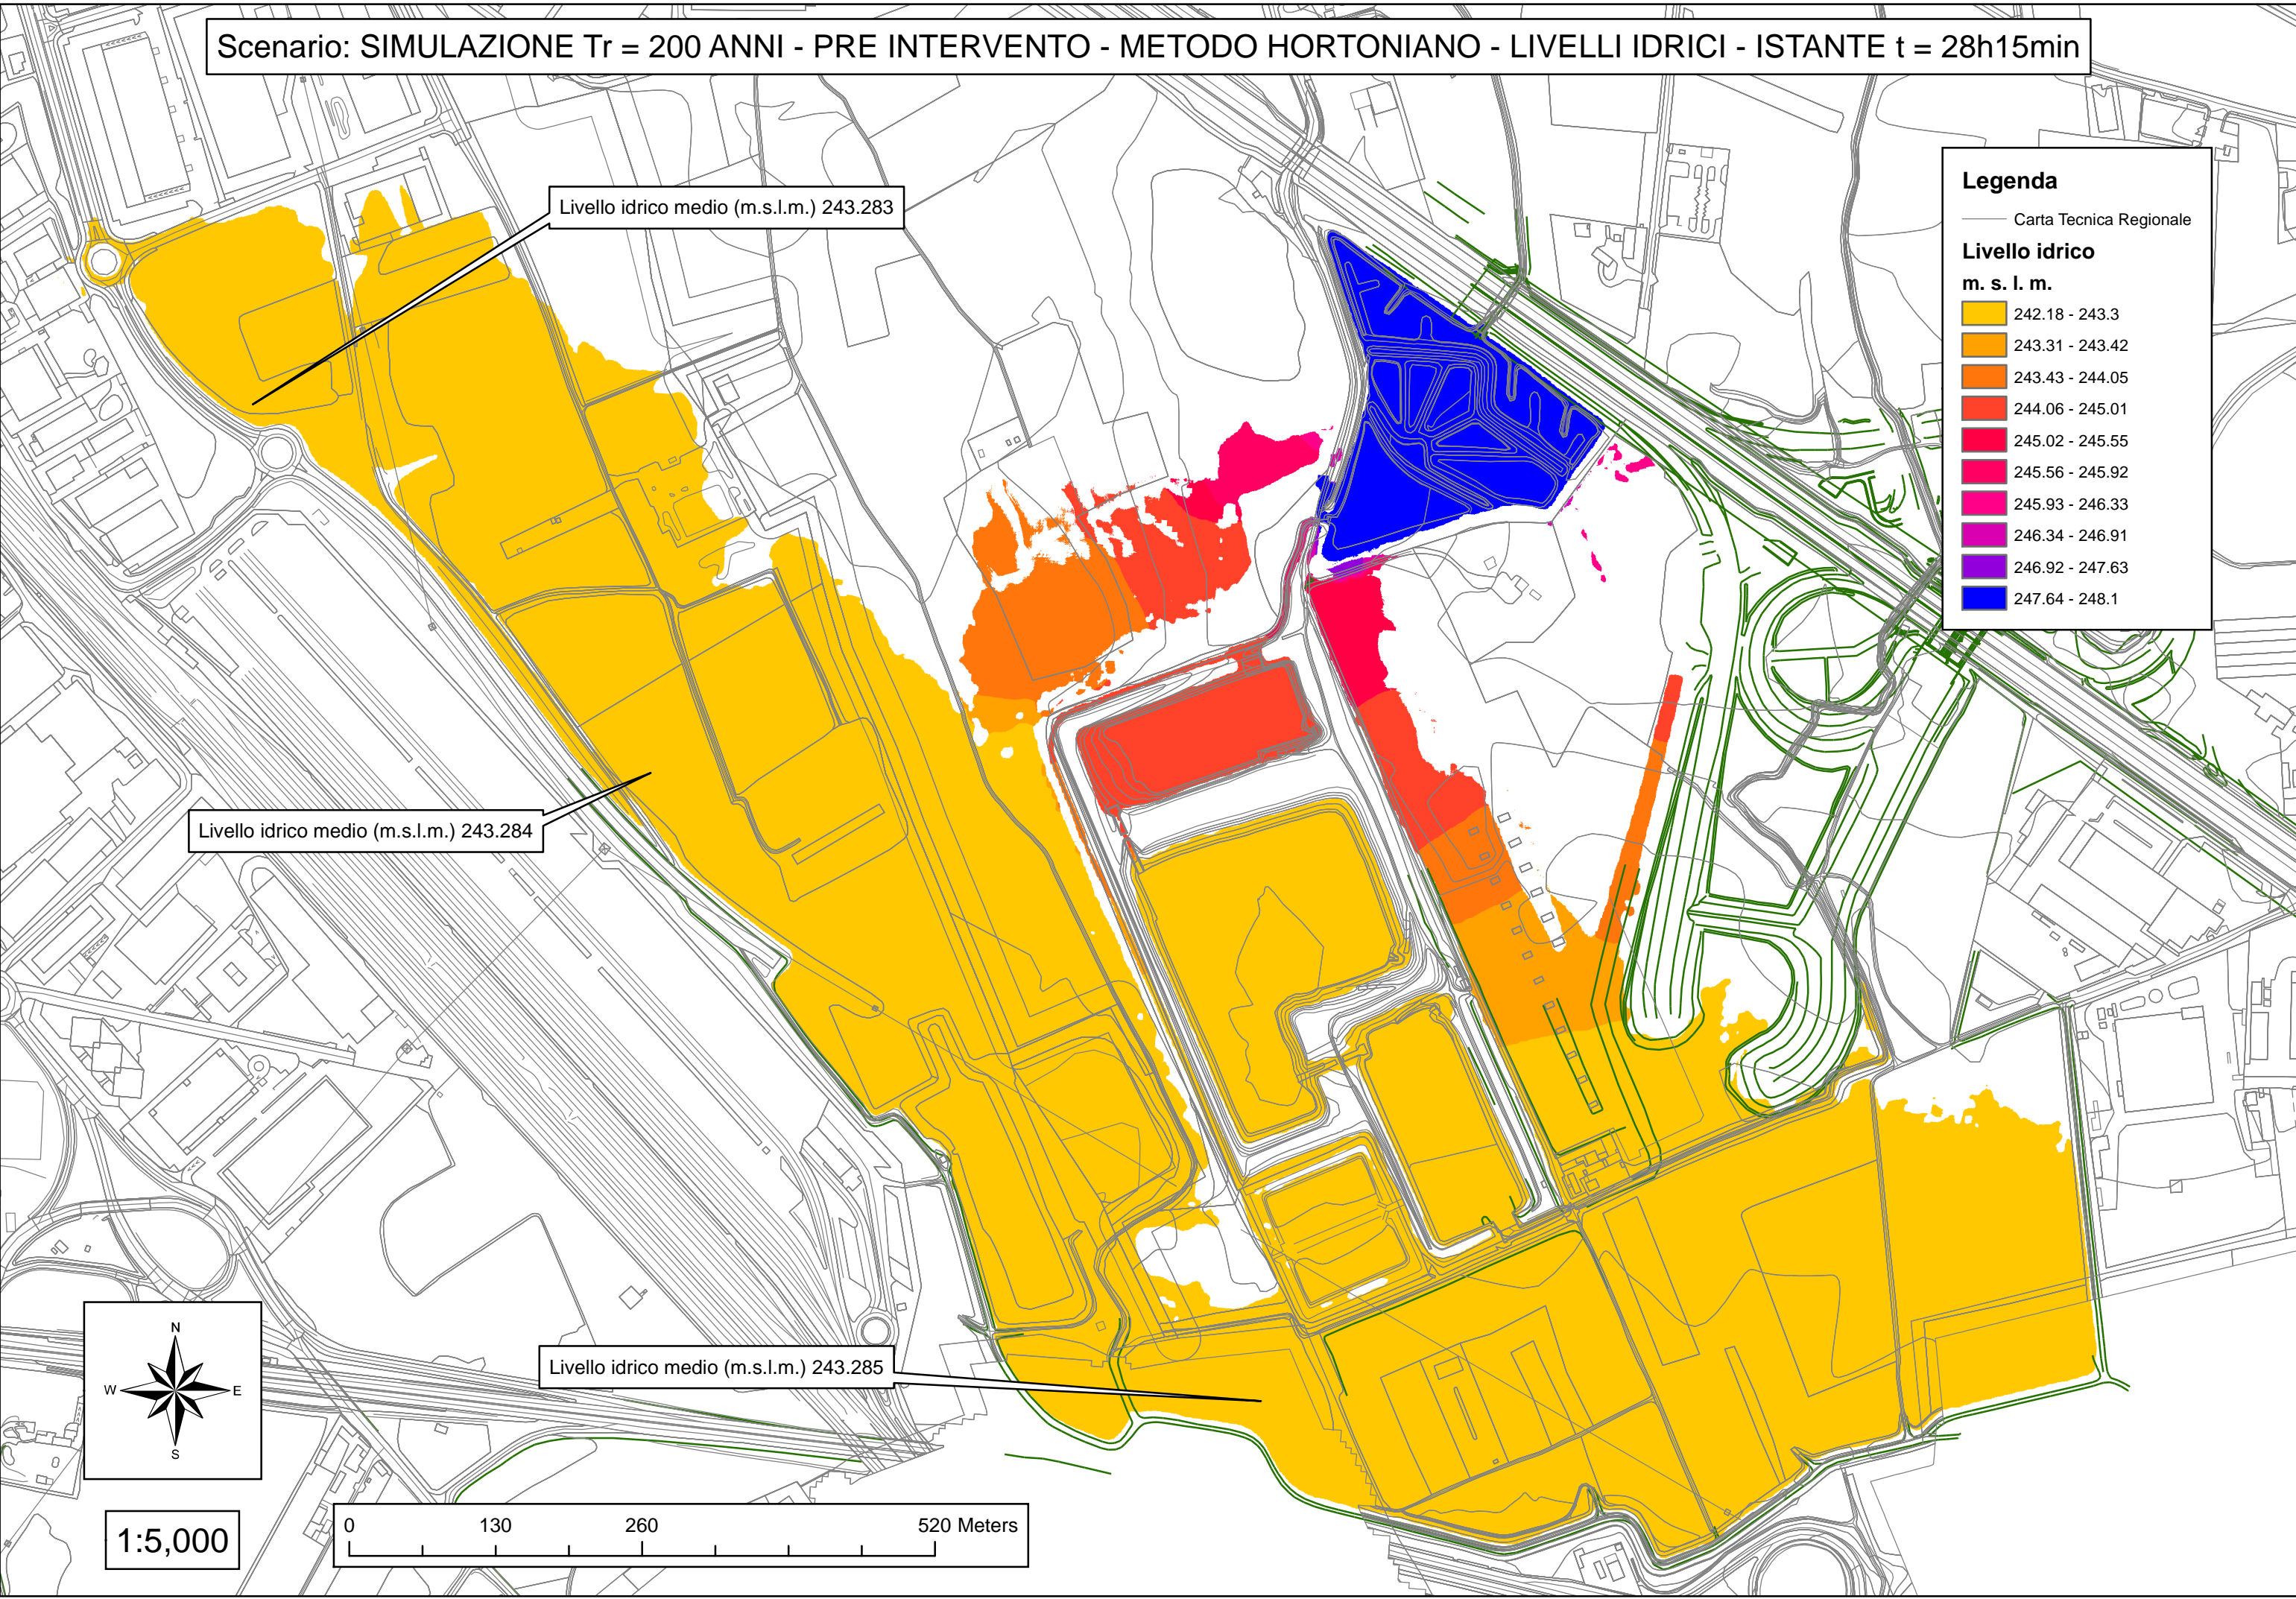 Scenario: SIMULAZIONE Tr = 200 ANNI - PRE INTERVENTO - METODO HORTONIANO - LIVELLI IDRICI - ISTANTE t = 28h15min
Livello idrico medio (m.s.l.m.) 243.283
Legenda
Carta Tecnica Regionale
Livello idrico
m. s. l. m.
242.18 - 243.3
243.31 - 243.42
243.43 - 244.05
244.06 - 245.01
245.02 - 245.55
245.56 - 245.92
245.93 - 246.33
246.34 - 246.91
246.92 - 247.63
247.64 - 248.1
Livello idrico medio (m.s.l.m.) 243.284
Livello idrico medio (m.s.l.m.) 243.285
N
W E
S
1:5,000
0 130 260 520 Meters